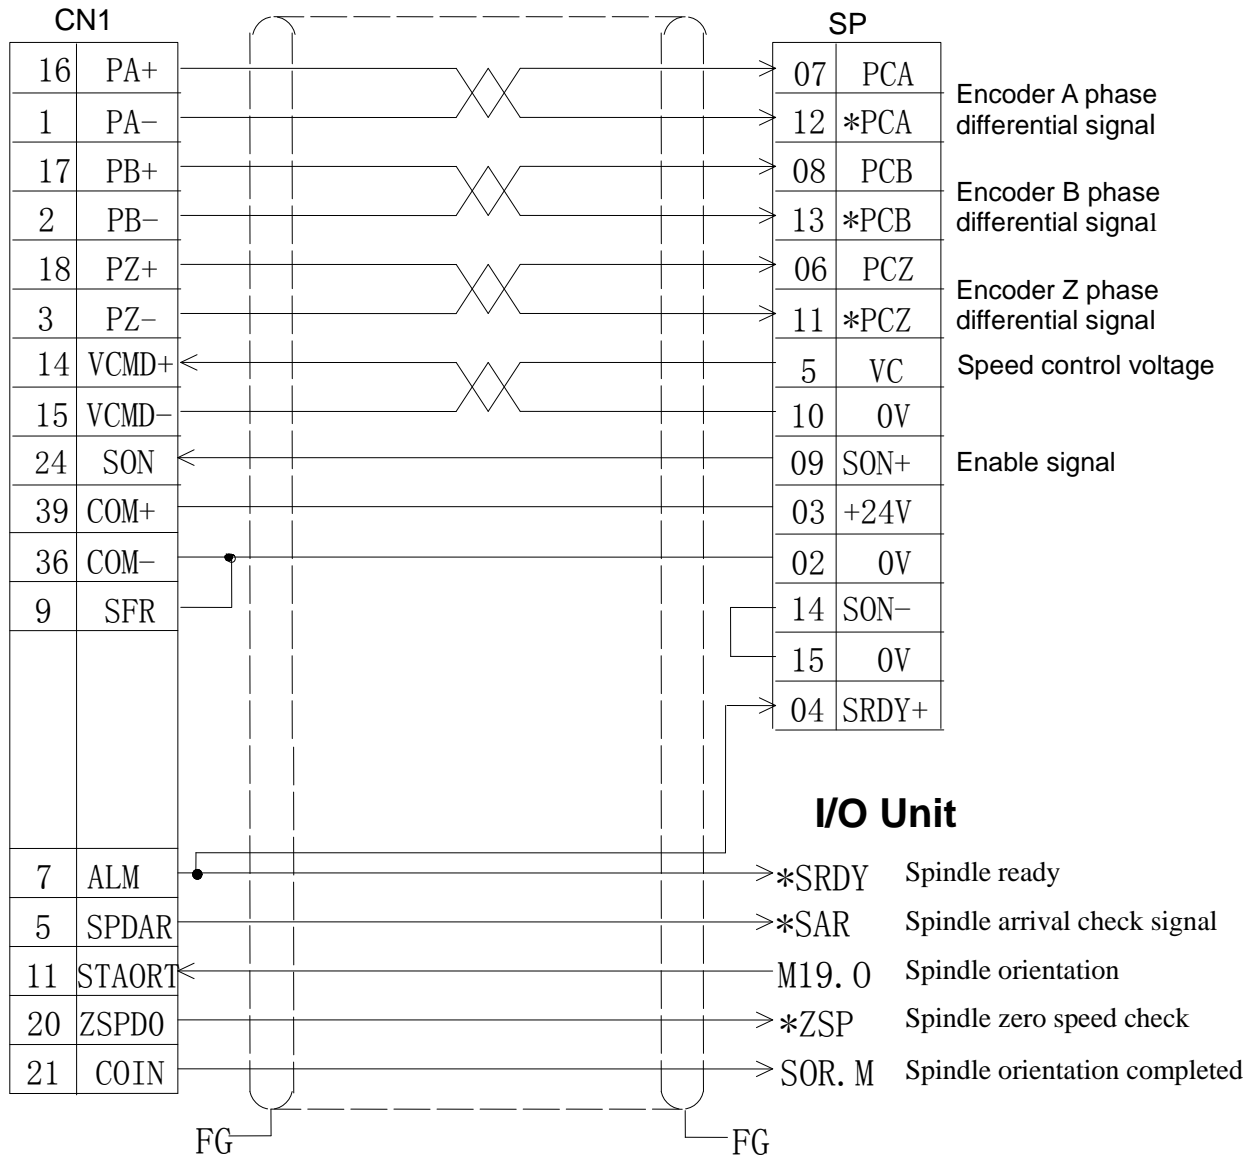 CN1 SP
16 PA+ 07 PCA
Encoder A phase
1 PA- 12 *PCA differential signal
17 PB+ 08 PCB
Encoder B phase
2 PB- 13 *PCB differential signal
18 PZ+ 06 PCZ
Encoder Z phase
3 PZ- 11 *PCZ differential signal
14 VCMD+ 5 VC Speed control voltage
15 VCMD- 10 0V
24 SON 09 SON+ Enable signal
39 COM+ 03 +24V
36 COM- 02 0V
9 SFR 14 SON-
15 0V
04 SRDY+
I/O Unit
7 ALM *SRDY Spindle ready
5 SPDAR *SAR Spindle arrival check signal
11 STAORT M19.0 Spindle orientation
20 ZSPD0 *ZSP Spindle zero speed check
21 COIN SOR.M Spindle orientation completed
FG FG